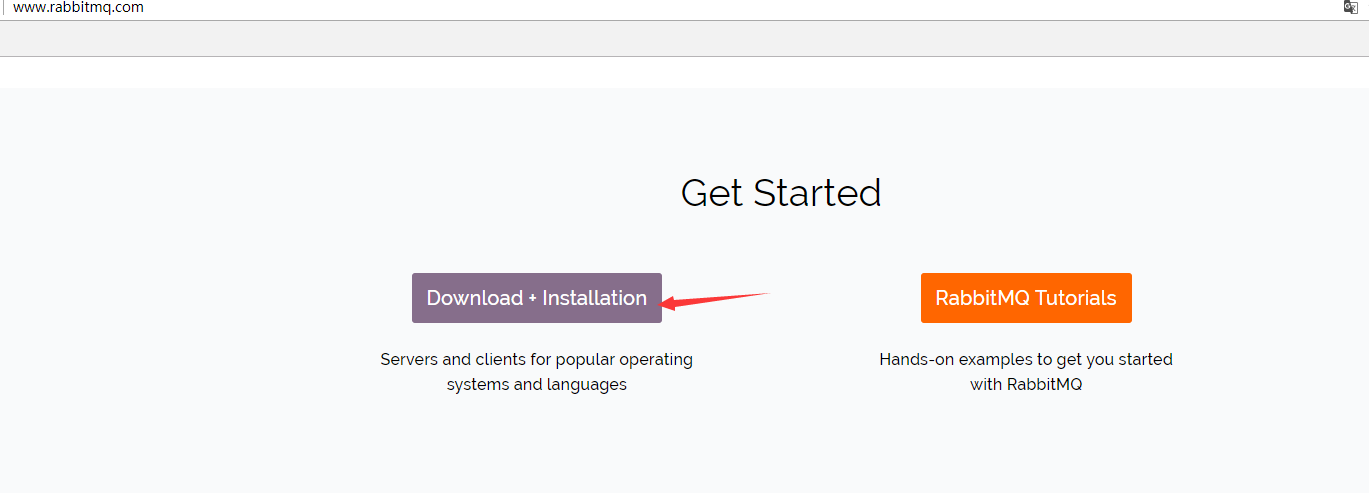 www.rabbitmq.com
Get Started
Download + Installation
RabbitMQ Tutorials
Servers and clients for popular operating
systems and languages
Hands-on examples to get you started
with RabbitMQ